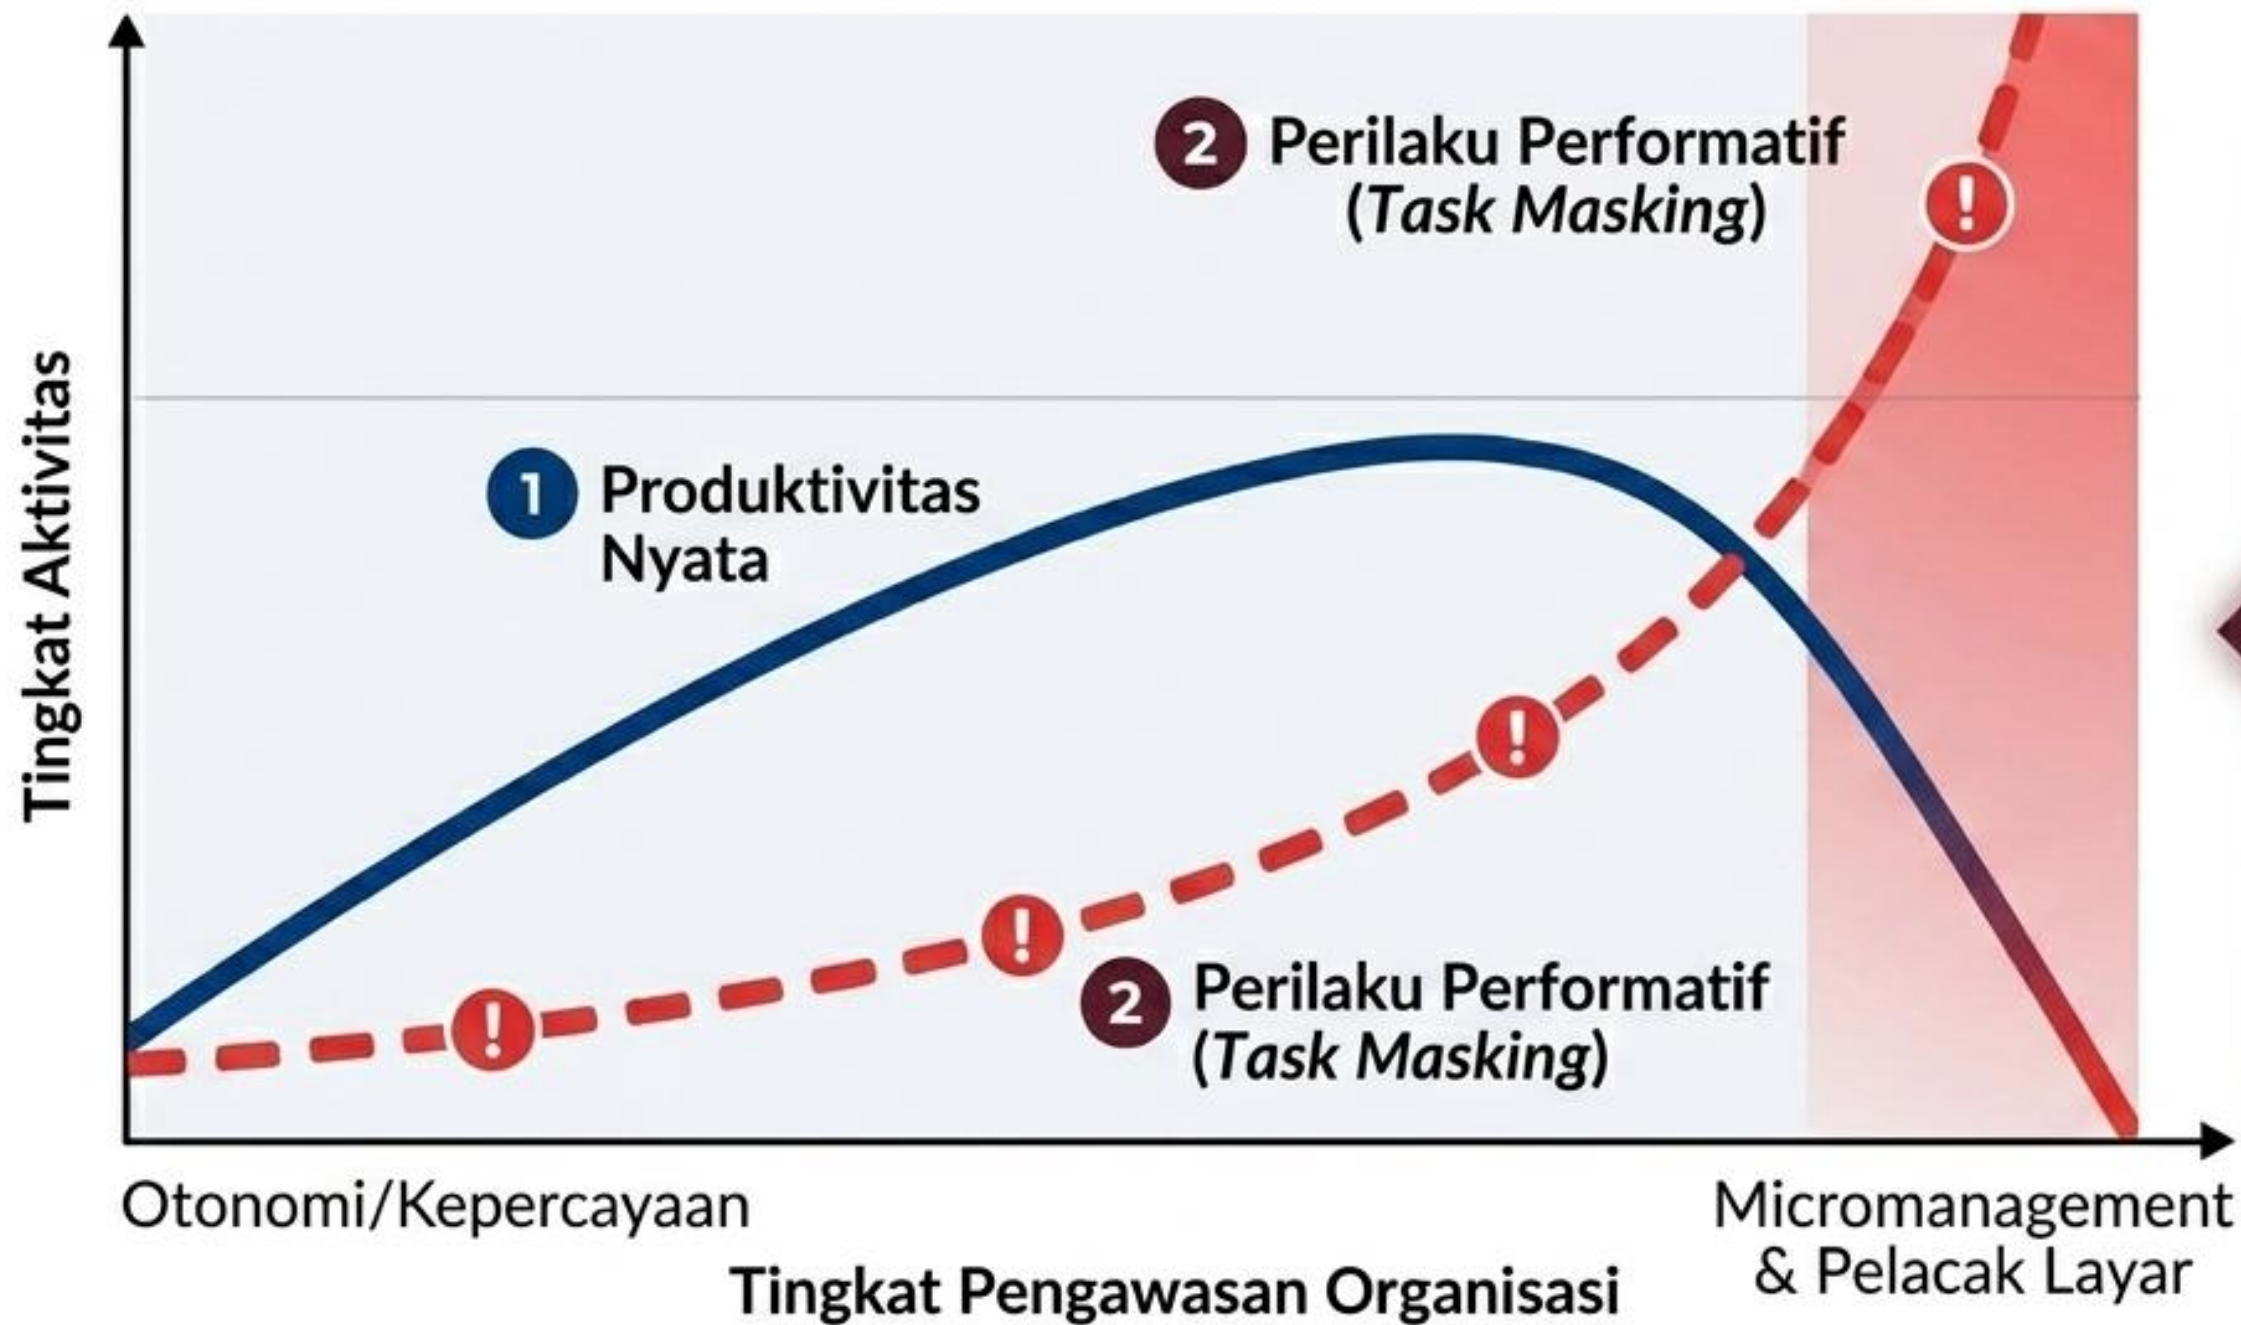 2 Perilaku Performatif
(Task Masking)
!
Tingkat Aktivitas
1 Produktivitas
Nyata
!
!
!
2 Perilaku Performatif
(Task Masking)
Otonomi/Kepercayaan
Micromanagement
& Pelacak Layar
Tingkat Pengawasan Organisasi